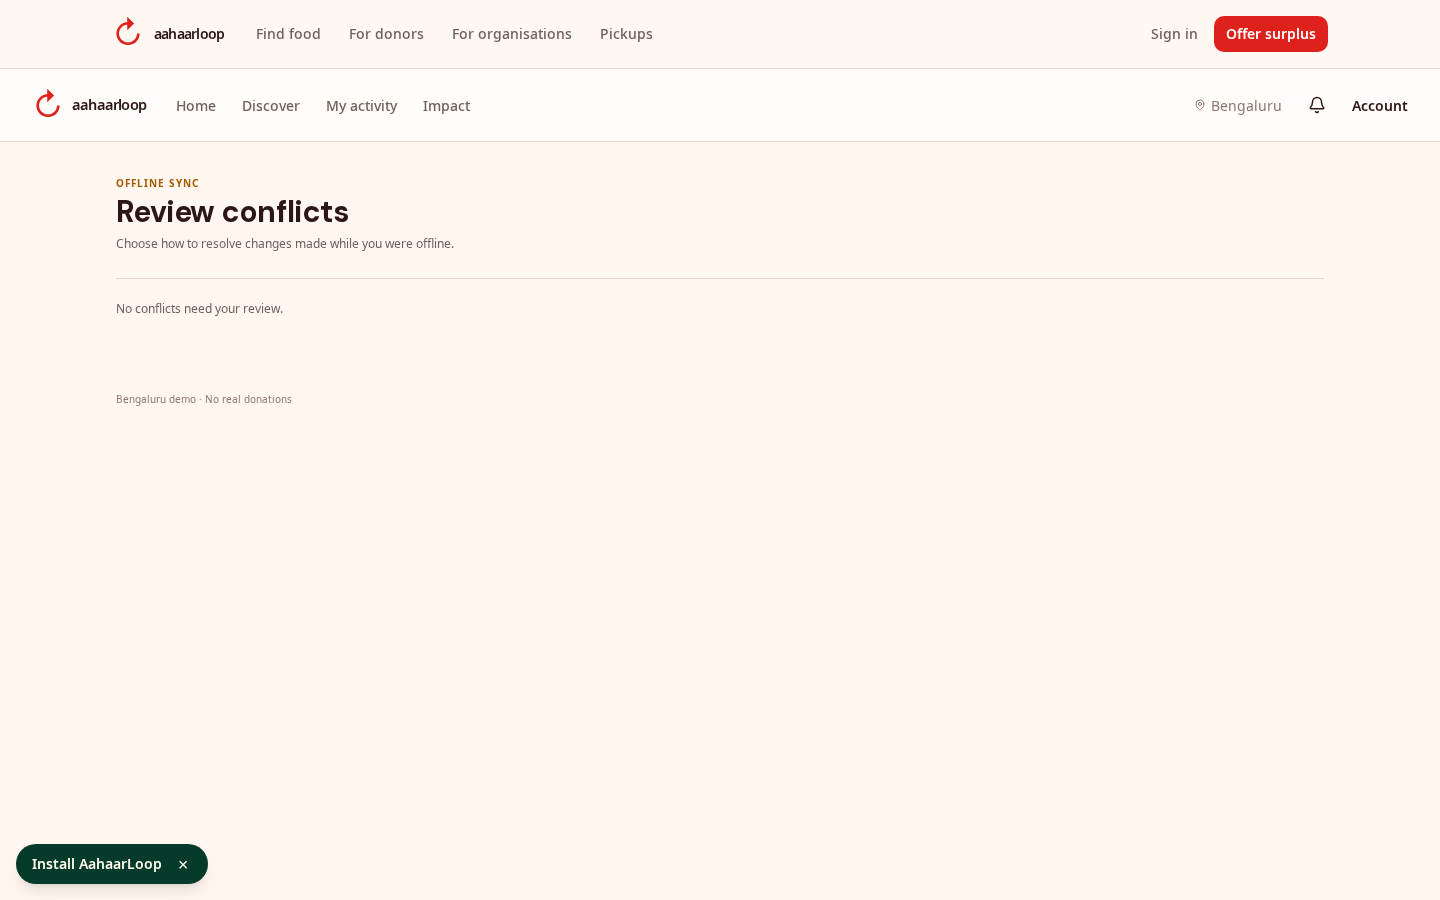 aahaarloop Find food For donors For organisations Pickups Sign in Offer surplus
aahaarloop Home Discover My activity Impact Bengaluru Account
OFFLINE SYNC
Review conflicts
Choose how to resolve changes made while you were offline.
No conflicts need your review.
Bengaluru demo · No real donations
Install AahaarLoop ×